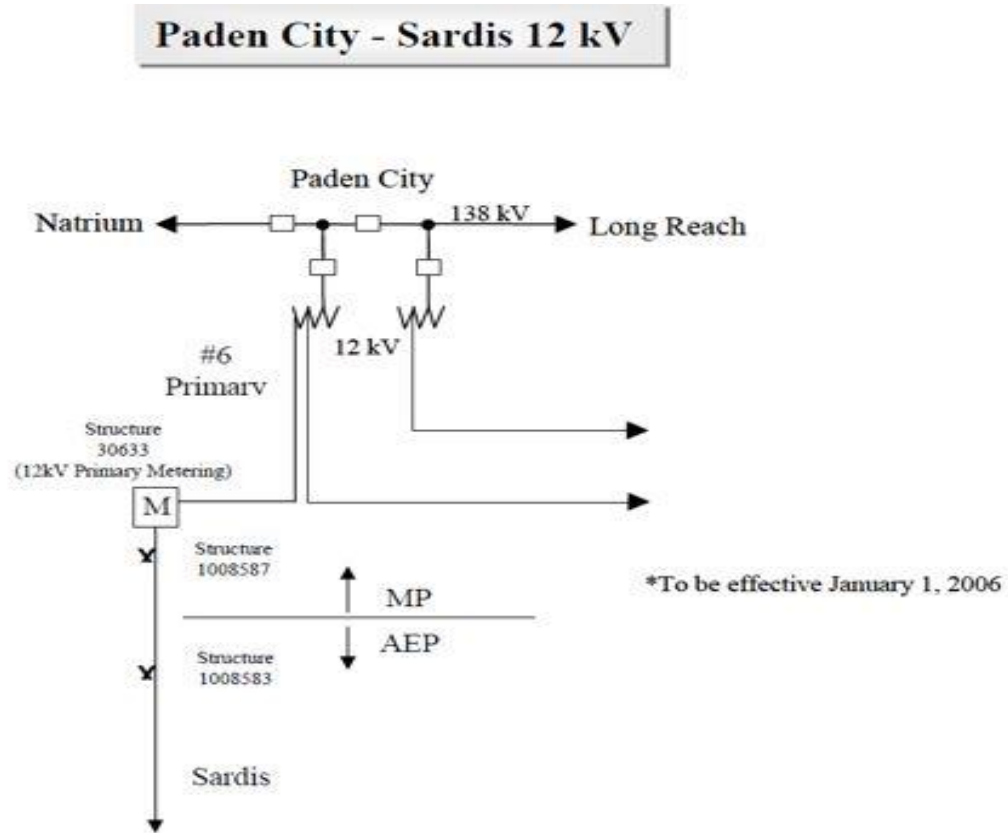 Paden City - Sardis 12 kV
Paden City
Natrium
138 kV
Long Reach
12 kV
#6
Primarv
Structure
30633
(12kV Primary Metering)
M
Structure
1008587
*To be effective January 1, 2006
MP
AEP
Structure
1008583
Sardis